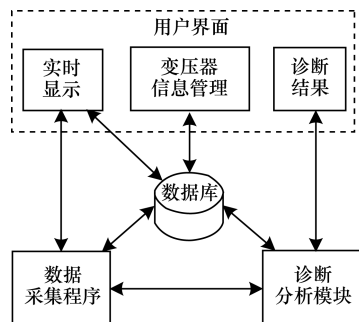 用户界面
实时
显示
变压器
信息管理
诊断
结果
数据库
数据
采集程序
诊断
分析模块